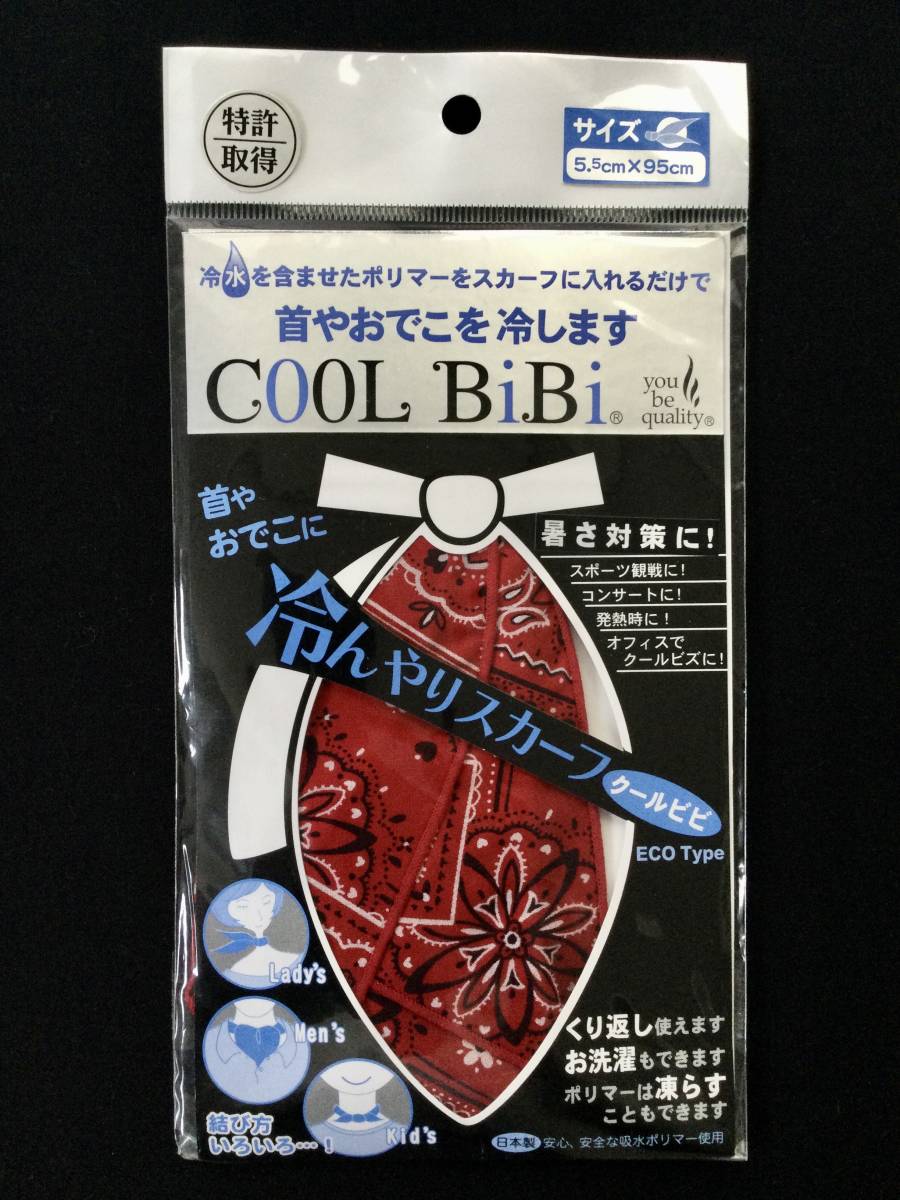 特許
取得
サイズ
5.5cm×95cm
冷水を含ませたポリマーをスカーフに入れるだけで
首やおでこを冷します
COOL BiBi®
you
be
quality®
首や
おでこに
冷んやりスカーフ
クールビビ
ECO Type
暑さ対策に!
スポーツ観戦に!
コンサートに!
発熱時に!
オフィスで
クールビズに!
Lady's
Men's
Kid's
結び方
いろいろ…!
くり返し使えます
お洗濯もできます
ポリマーは凍らす
こともできます
日本製 安心、安全な吸水ポリマー使用